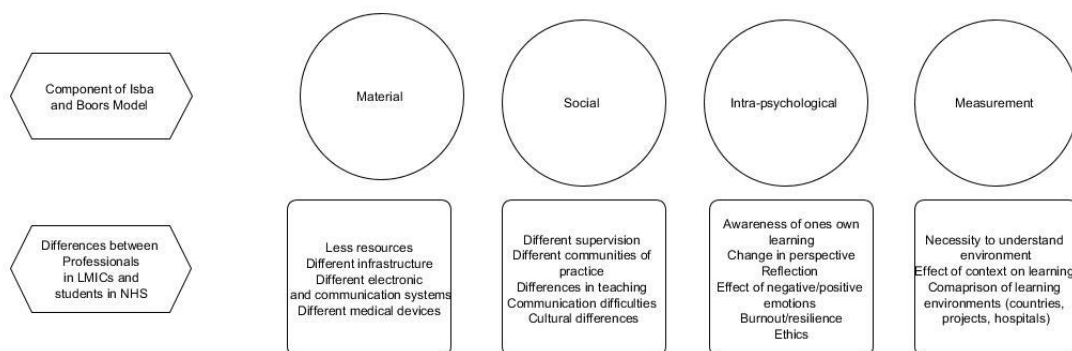 Component of Isba
and Boors Model
Material
Social
Intra-psychological
Measurement
Differences between
Professionals
in LMICs and
students in NHS
Less resources
Different infrastructure
Different electronic
and communication systems
Different medical devices
Different supervision
Different communities of
practice
Differences in teaching
Communication difficulties
Cultural differences
Awareness of ones own
learning
Change in perspective
Reflection
Effect of negative/positive
emotions
Burnout/resilience
Ethics
Necessity to understand
environment
Effect of context on learning
Comaprison of learning
environments (countries,
projects, hospitals)